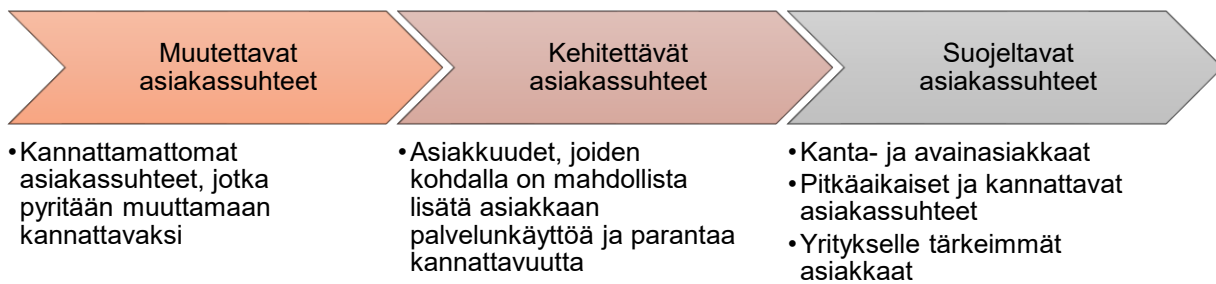 Muutettavat
asiakassuhteet
•Kannattamattomat
asiakassuhteet, jotka
pyritään muuttamaan
kannattavaksi
Kehitettävät
asiakassuhteet
•Asiakkuudet, joiden
kohdalla on mahdollista
lisätä asiakkaan
palvelunkäyttöä ja parantaa
kannattavuutta
Suojeltavat
asiakassuhteet
•Kanta- ja avainasiakkaat
•Pitkäaikaiset ja kannattavat
asiakassuhteet
•Yritykselle tärkeimmät
asiakkaat